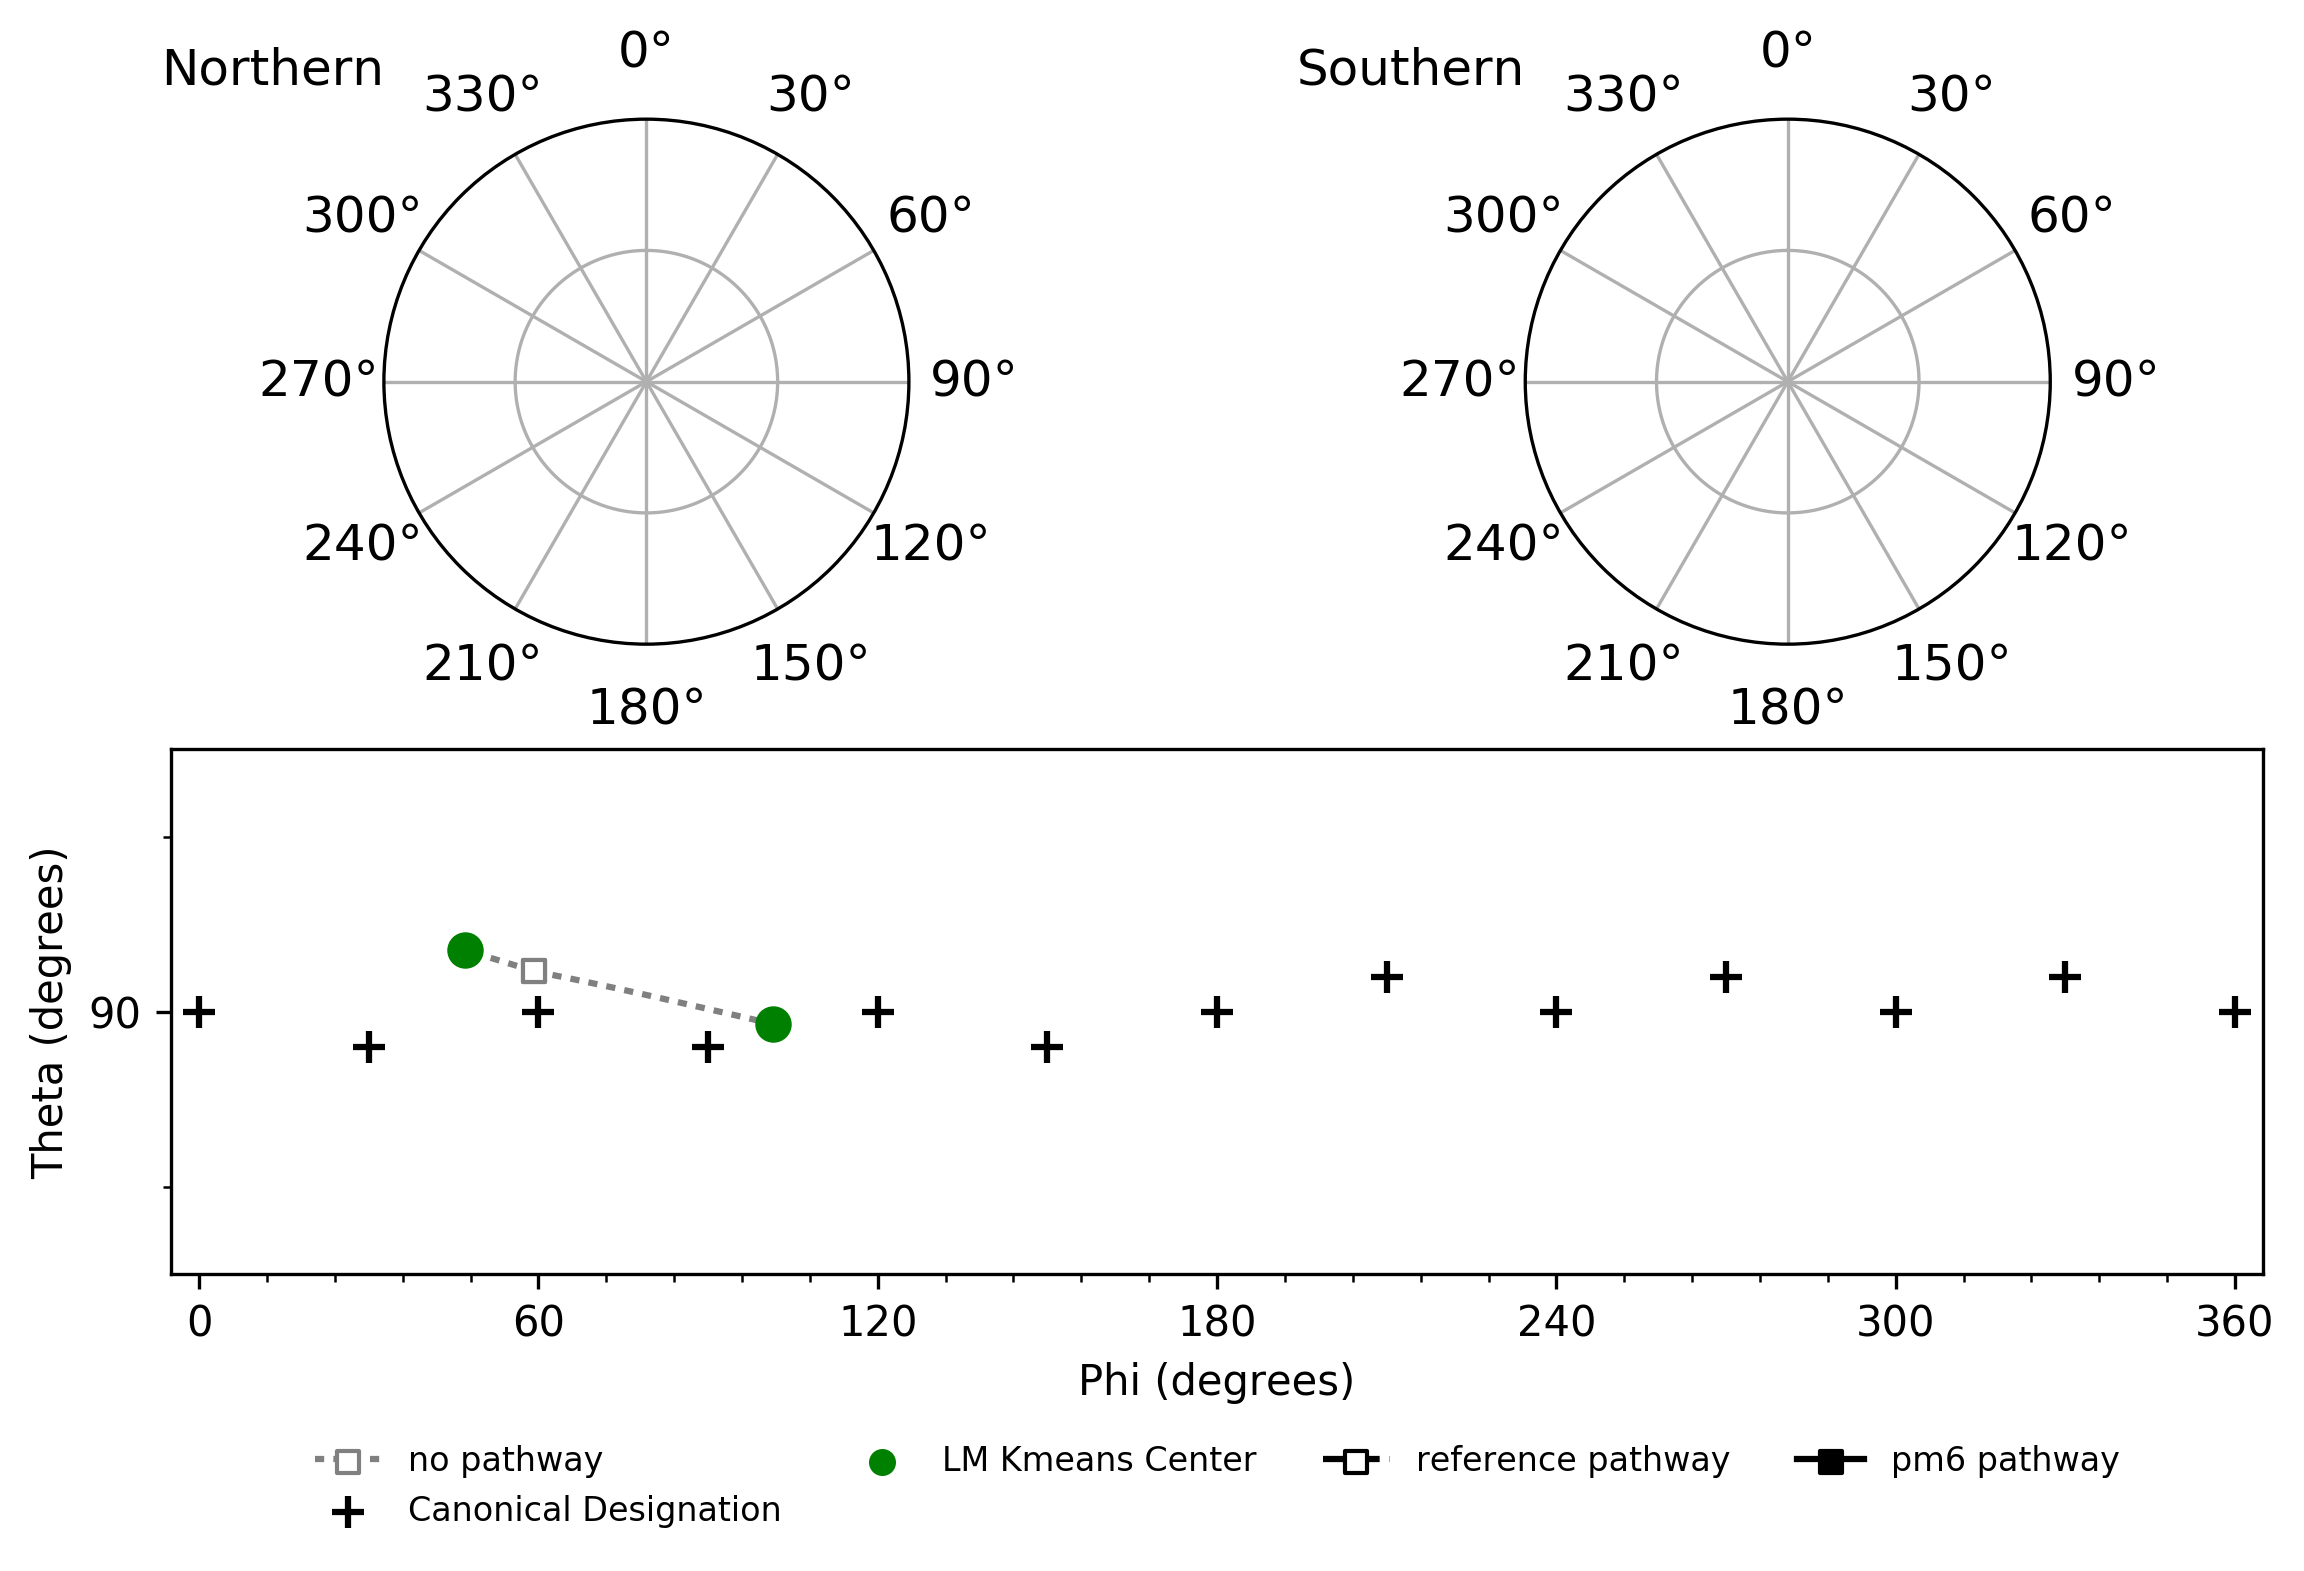 Northern
0°
30°
60°
90°
120°
150°
180°
210°
240°
270°
300°
330°
Southern
0°
30°
60°
90°
120°
150°
180°
210°
240°
270°
300°
330°
Theta (degrees)
90
0 60 120 180 240 300 360
Phi (degrees)
no pathway
Canonical Designation
LM Kmeans Center
reference pathway
pm6 pathway